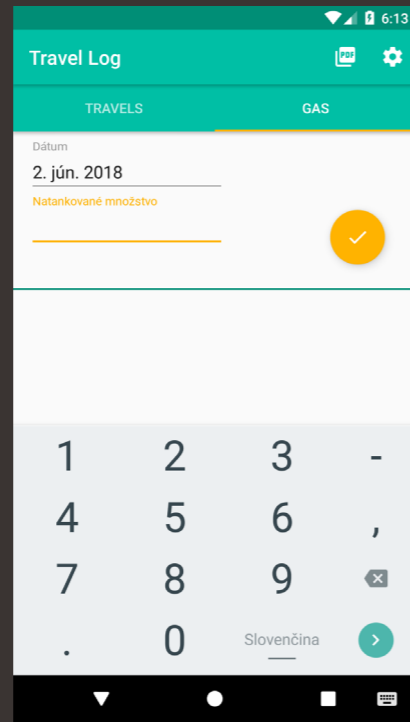 6:13
Travel Log
PDF
TRAVELS GAS
Dátum
2. jún. 2018
Natankované množstvo
1 2 3 -
4 5 6 ,
7 8 9
. 0 Slovenčina